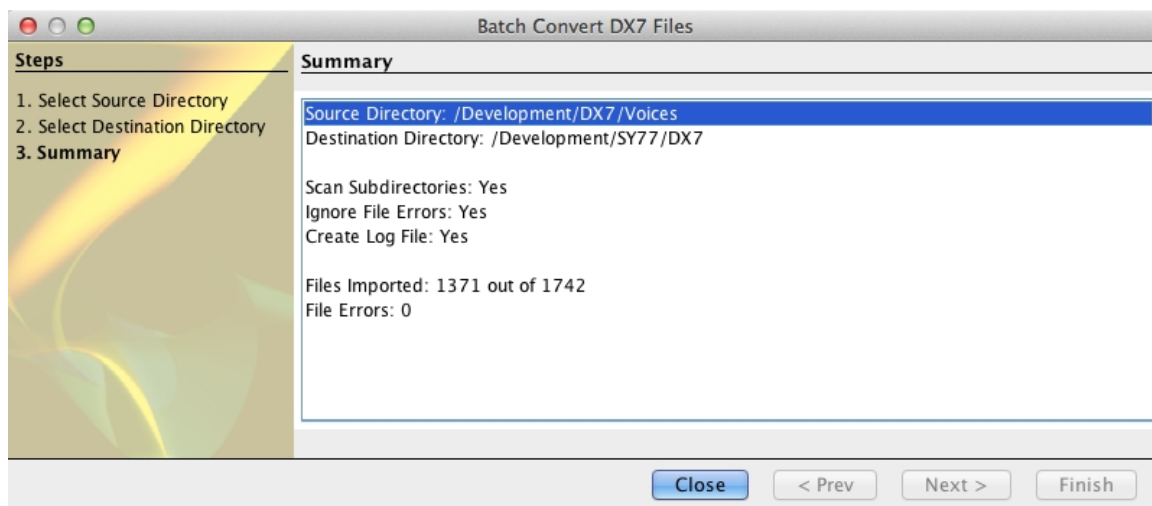 Batch Convert DX7 Files
Steps
1. Select Source Directory
2. Select Destination Directory
3. Summary
Summary
Source Directory: /Development/DX7/Voices
Destination Directory: /Development/SY77/DX7
Scan Subdirectories: Yes
Ignore File Errors: Yes
Create Log File: Yes
Files Imported: 1371 out of 1742
File Errors: 0
Close
< Prev
Next >
Finish